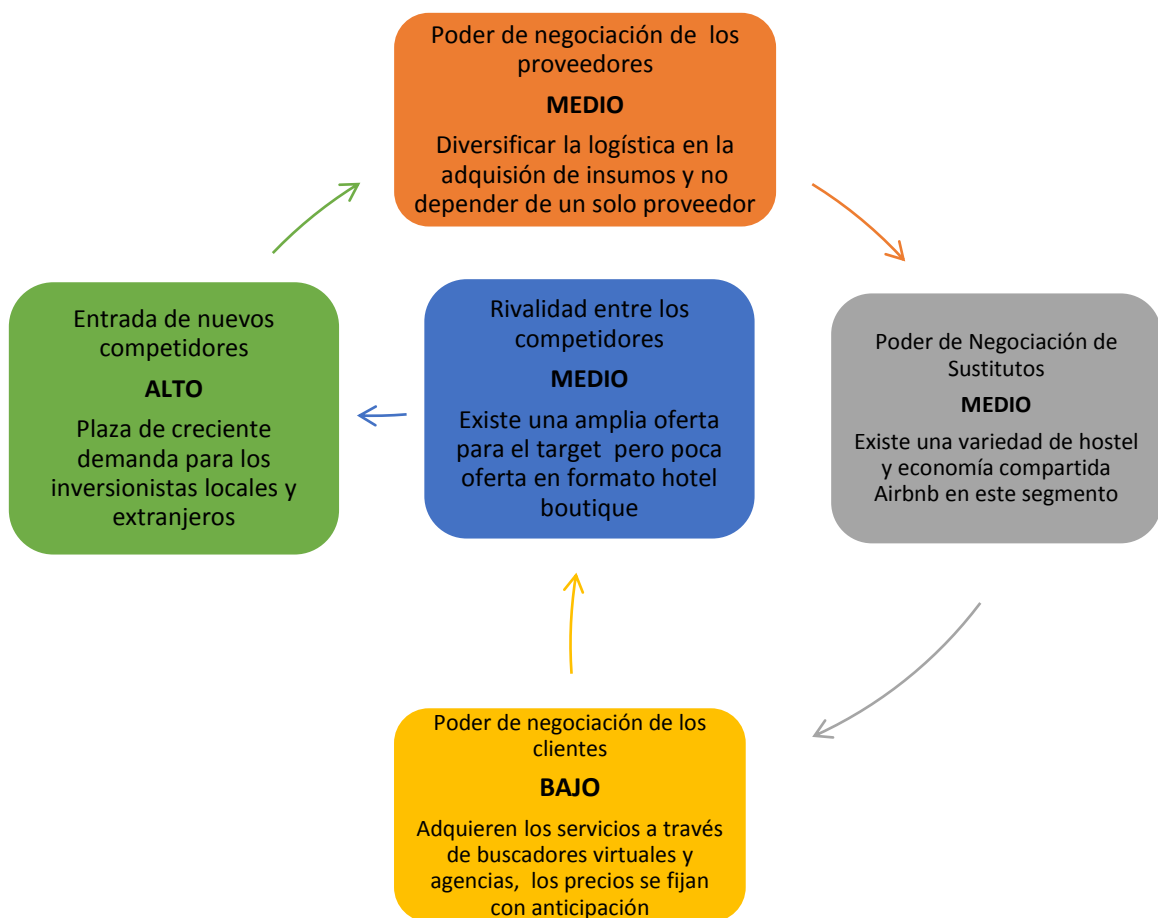 Poder de negociación de  los
proveedores
MEDIO
Diversificar la logística en la
adquisión de insumos y no
depender de un solo proveedor
Entrada de nuevos
competidores
ALTO
Plaza de creciente
demanda para los
inversionistas locales y
extranjeros
Rivalidad entre los
competidores
MEDIO
Existe una amplia oferta
para el target  pero poca
oferta en formato hotel
boutique
Poder de Negociación de
Sustitutos
MEDIO
Existe una variedad de hostel
y economía compartida
Airbnb en este segmento
Poder de negociación de los
clientes
BAJO
Adquieren los servicios a través
de buscadores virtuales y
agencias,  los precios se fijan
con anticipación